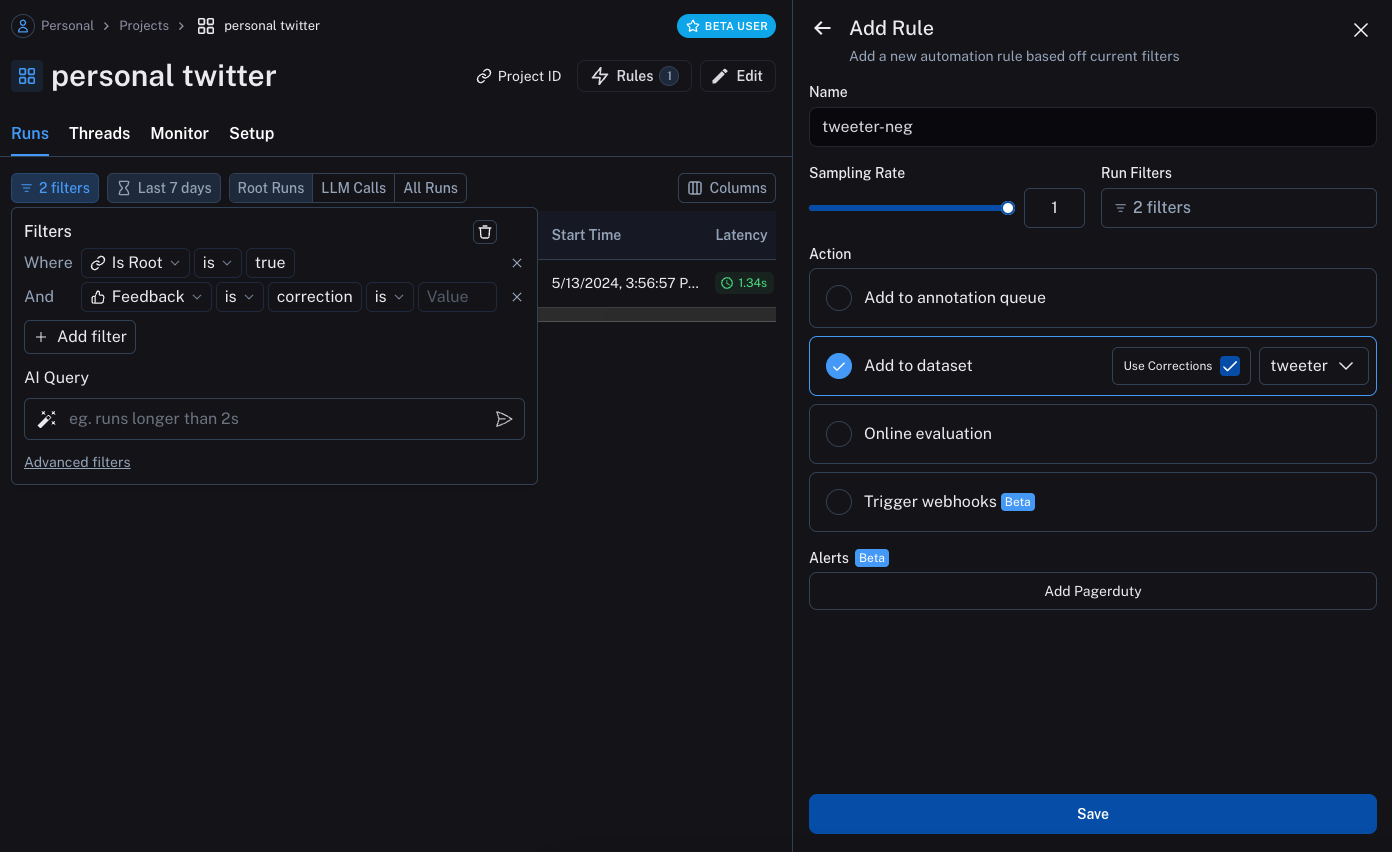 Personal > Projects > personal twitter
BETA USER
personal twitter
Project ID
Rules 1
Edit
Runs Threads Monitor Setup
2 filters
Last 7 days
Root Runs LLM Calls All Runs
Columns
Filters
Where Is Root is true
And Feedback is correction is Value
+ Add filter
AI Query
eg. runs longer than 2s
Advanced filters
Start Time Latency
5/13/2024, 3:56:57 P... 1.34s
Add Rule
Add a new automation rule based off current filters
Name
tweeter-neg
Sampling Rate
1
Run Filters
2 filters
Action
Add to annotation queue
Add to dataset
Use Corrections
tweeter
Online evaluation
Trigger webhooks Beta
Alerts Beta
Add Pagerduty
Save